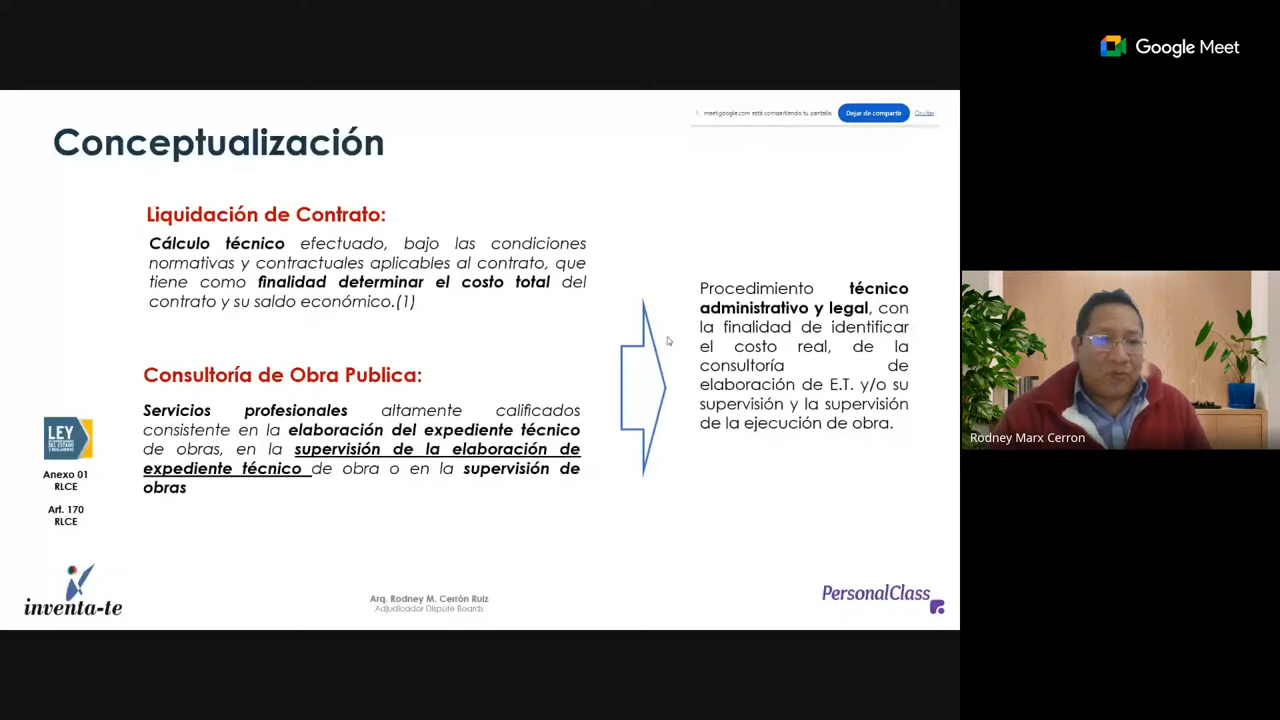 Google Meet
meet.google.com está compartiendo tu pantalla.
Dejar de compartir
Ocultar
Conceptualización
Liquidación de Contrato:
Cálculo técnico efectuado, bajo las condiciones
normativas y contractuales aplicables al contrato, que
tiene como finalidad determinar el costo total del
contrato y su saldo económico.(1)
Consultoría de Obra Publica:
Servicios profesionales altamente calificados
consistente en la elaboración del expediente técnico
de obras, en la supervisión de la elaboración de
expediente técnico de obra o en la supervisión de
obras
LEY
Anexo 01
RLCE
Art. 170
RLCE
Procedimiento técnico
administrativo y legal, con
la finalidad de identificar
el costo real, de la
consultoría de
elaboración de E.T. y/o su
supervisión y la supervisión
de la ejecución de obra.
Rodney Marx Cerron
inventa-te
Arq. Rodney M. Cerrón Ruiz
Adjudicador Dispute Boards
PersonalClass